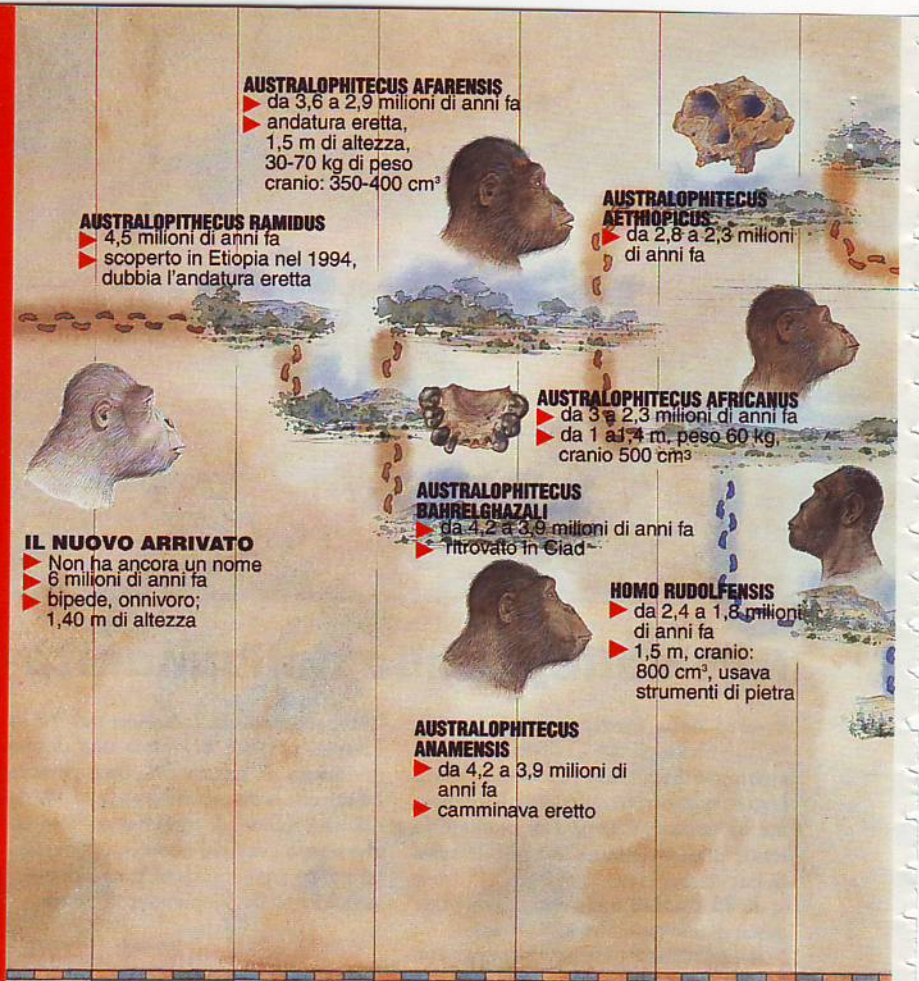 AUSTRALOPHITECUS AFARENSIS
da 3,6 a 2,9 milioni di anni fa
andatura eretta,
1,5 m di altezza,
30-70 kg di peso
cranio: 350-400 cm³
AUSTRALOPHITECUS
AETHIOPICUS
da 2,8 a 2,3 milioni
di anni fa
AUSTRALOPITHECUS RAMIDUS
4,5 milioni di anni fa
scoperto in Etiopia nel 1994,
dubbia l'andatura eretta
AUSTRALOPHITECUS AFRICANUS
da 3 a 2,3 milioni di anni fa
da 1 a1,4 m, peso 60 kg,
cranio 500 cm³
AUSTRALOPHITECUS
BAHRELGHAZALI
da 4,2 a 3,9 milioni di anni fa
ritrovato in Ciad
IL NUOVO ARRIVATO
Non ha ancora un nome
6 milioni di anni fa
bipede, onnivoro;
1,40 m di altezza
HOMO RUDOLFENSIS
da 2,4 a 1,8 milioni
di anni fa
1,5 m, cranio:
800 cm³, usava
strumenti di pietra
AUSTRALOPHITECUS
ANAMENSIS
da 4,2 a 3,9 milioni di
anni fa
camminava eretto